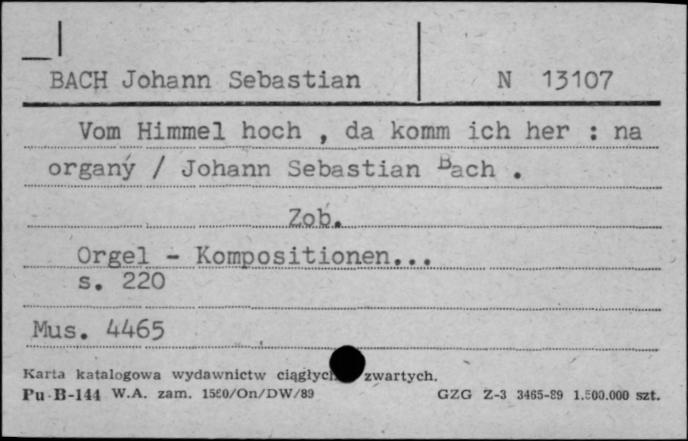 BACH Johann Sebastian N 13107
Vom Himmel hoch , da komm ich her : na
organy / Johann Sebastian Bach .
Zob.
Orgel - Kompositionen...
s. 220
Mus. 4465
Karta katalogowa wydawnictw ciągłych zwartych.
Pu-B-144 W.A. zam. 1580/On/DW/89 GZG Z-3 3465-89 1.500.000 szt.